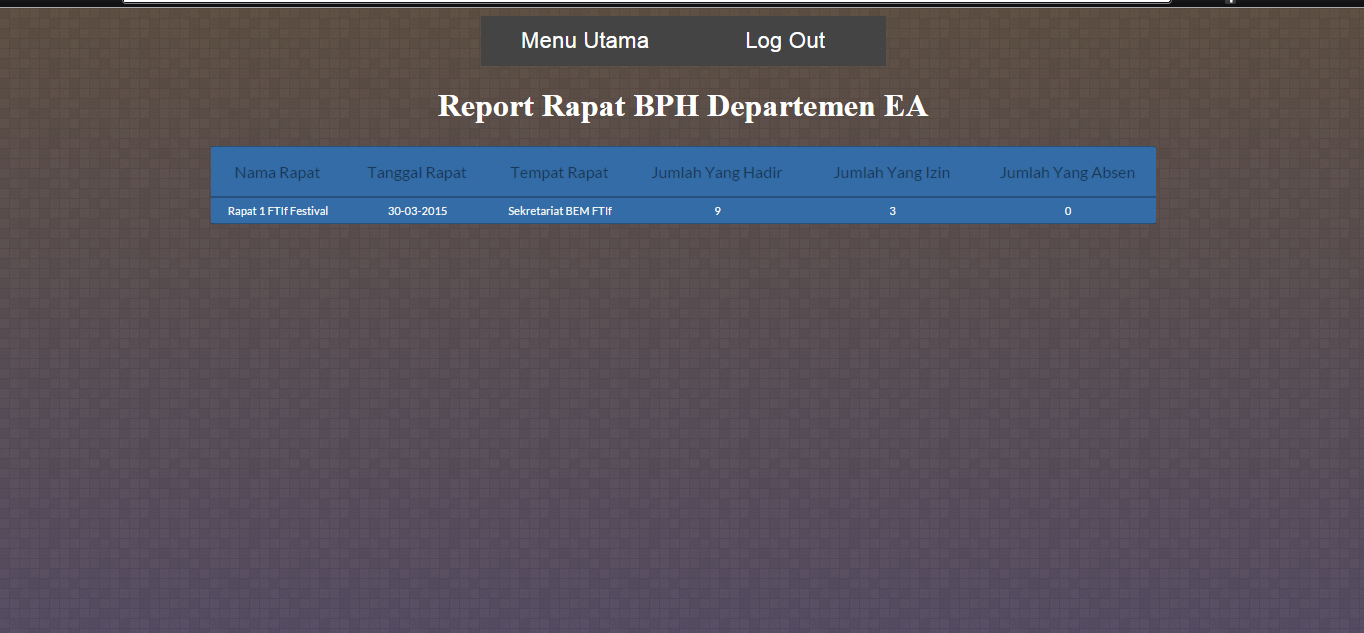 Menu Utama Log Out
Report Rapat BPH Departemen EA
Nama Rapat Tanggal Rapat Tempat Rapat Jumlah Yang Hadir Jumlah Yang Izin Jumlah Yang Absen
Rapat 1 FTIf Festival 30-03-2015 Sekretariat BEM FTIf 9 3 0